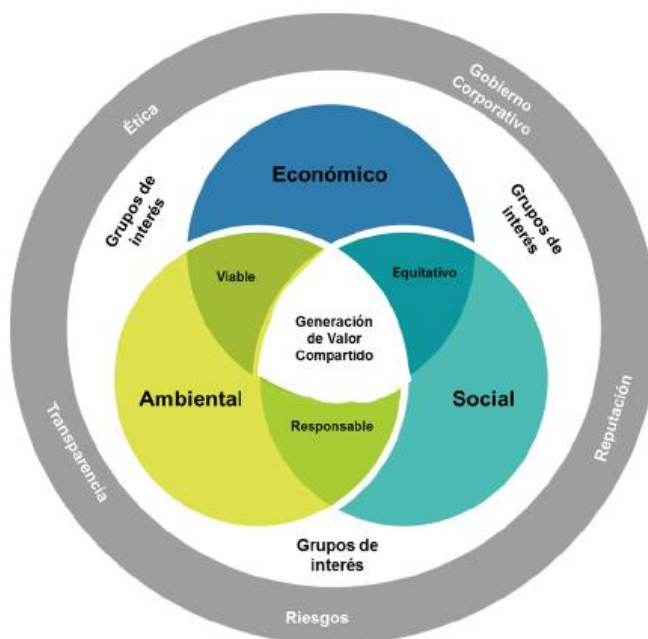 Ética
Gobierno
Corporativo
Grupos de
interés
Económico
Grupos de
interés
Viable
Equitativo
Generación
de Valor
Compartido
Ambiental
Social
Responsable
Transparencia
Reputación
Grupos de
interés
Riesgos